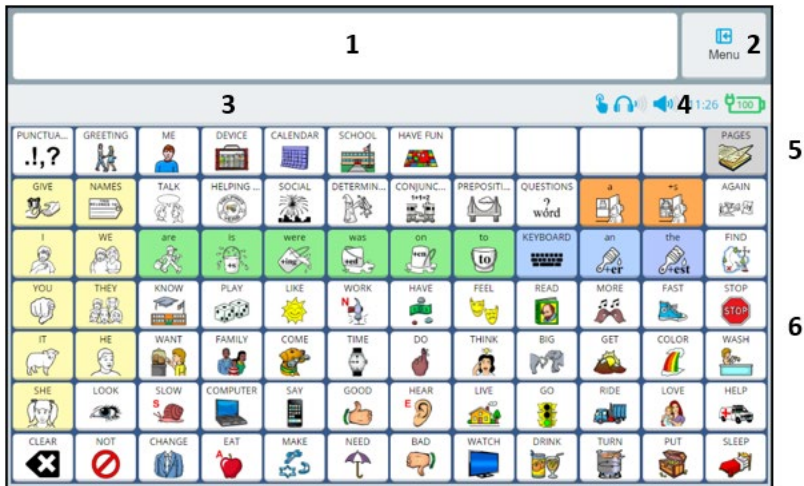 1
Menu 2
3 4 11:26 100
PUNCTUA... GREETING ME DEVICE CALENDAR SCHOOL HAVE FUN PAGES 5
.!,?
GIVE NAMES TALK HELPING ... SOCIAL DETERMIN... CONJUNC... PREPOSITI... QUESTIONS a +s AGAIN
? word
I WE are is were was on to KEYBOARD an the FIND
+ing +en to +er +est
YOU THEY KNOW PLAY LIKE WORK HAVE FEEL READ MORE FAST STOP
N STOP
6
IT HE WANT FAMILY COME TIME DO THINK BIG GET COLOR WASH
SHE LOOK SLOW COMPUTER SAY GOOD HEAR LIVE GO RIDE LOVE HELP
S E
CLEAR NOT CHANGE EAT MAKE NEED BAD WATCH DRINK TURN PUT SLEEP
A